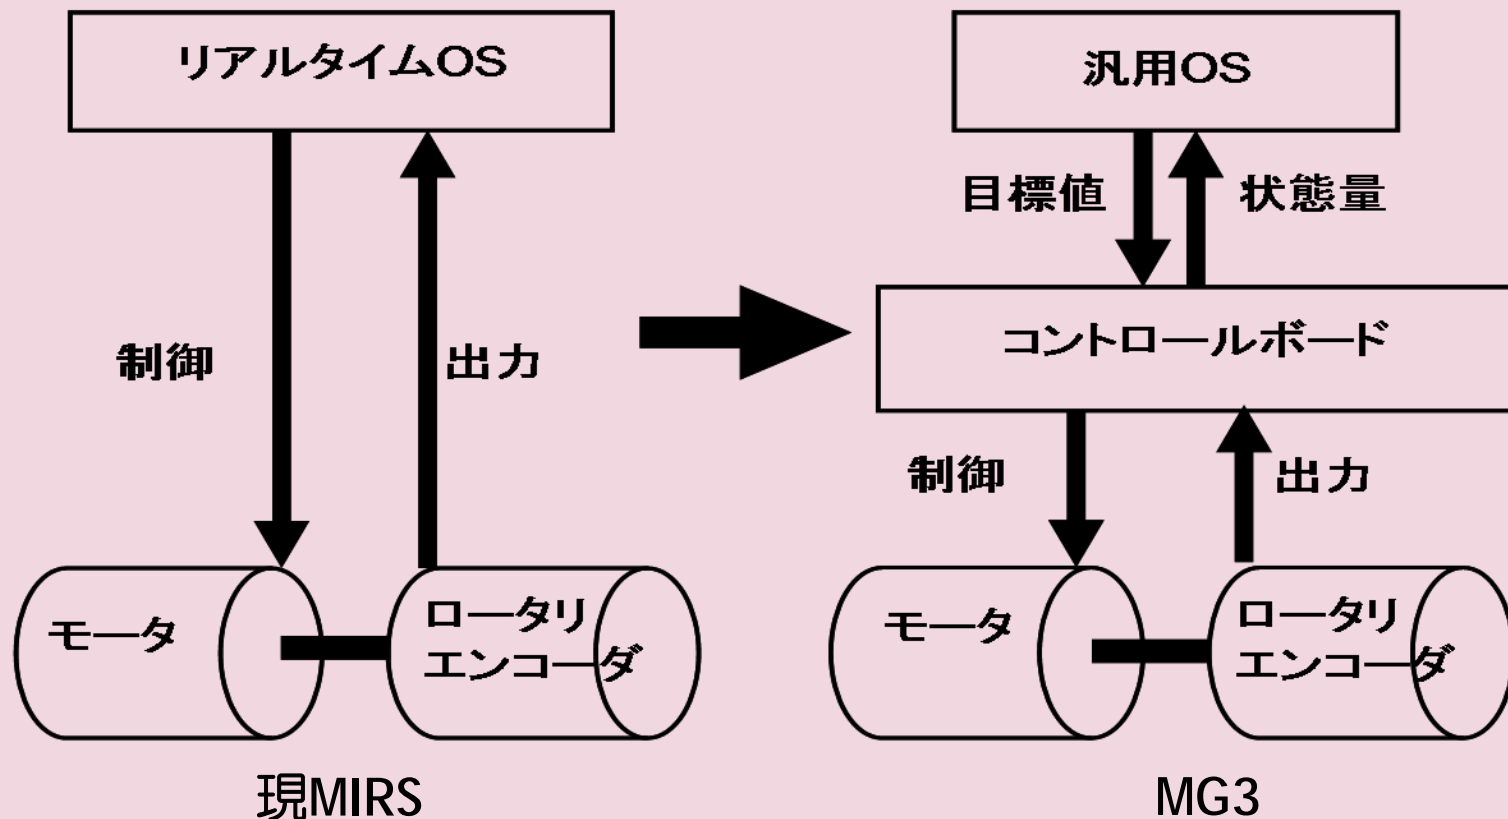 リアルタイムOS
制御
出力
モータ
ロータリ
エンコーダ
現MIRS
汎用OS
目標値
状態量
コントロールボード
制御
出力
モータ
ロータリ
エンコーダ
MG3